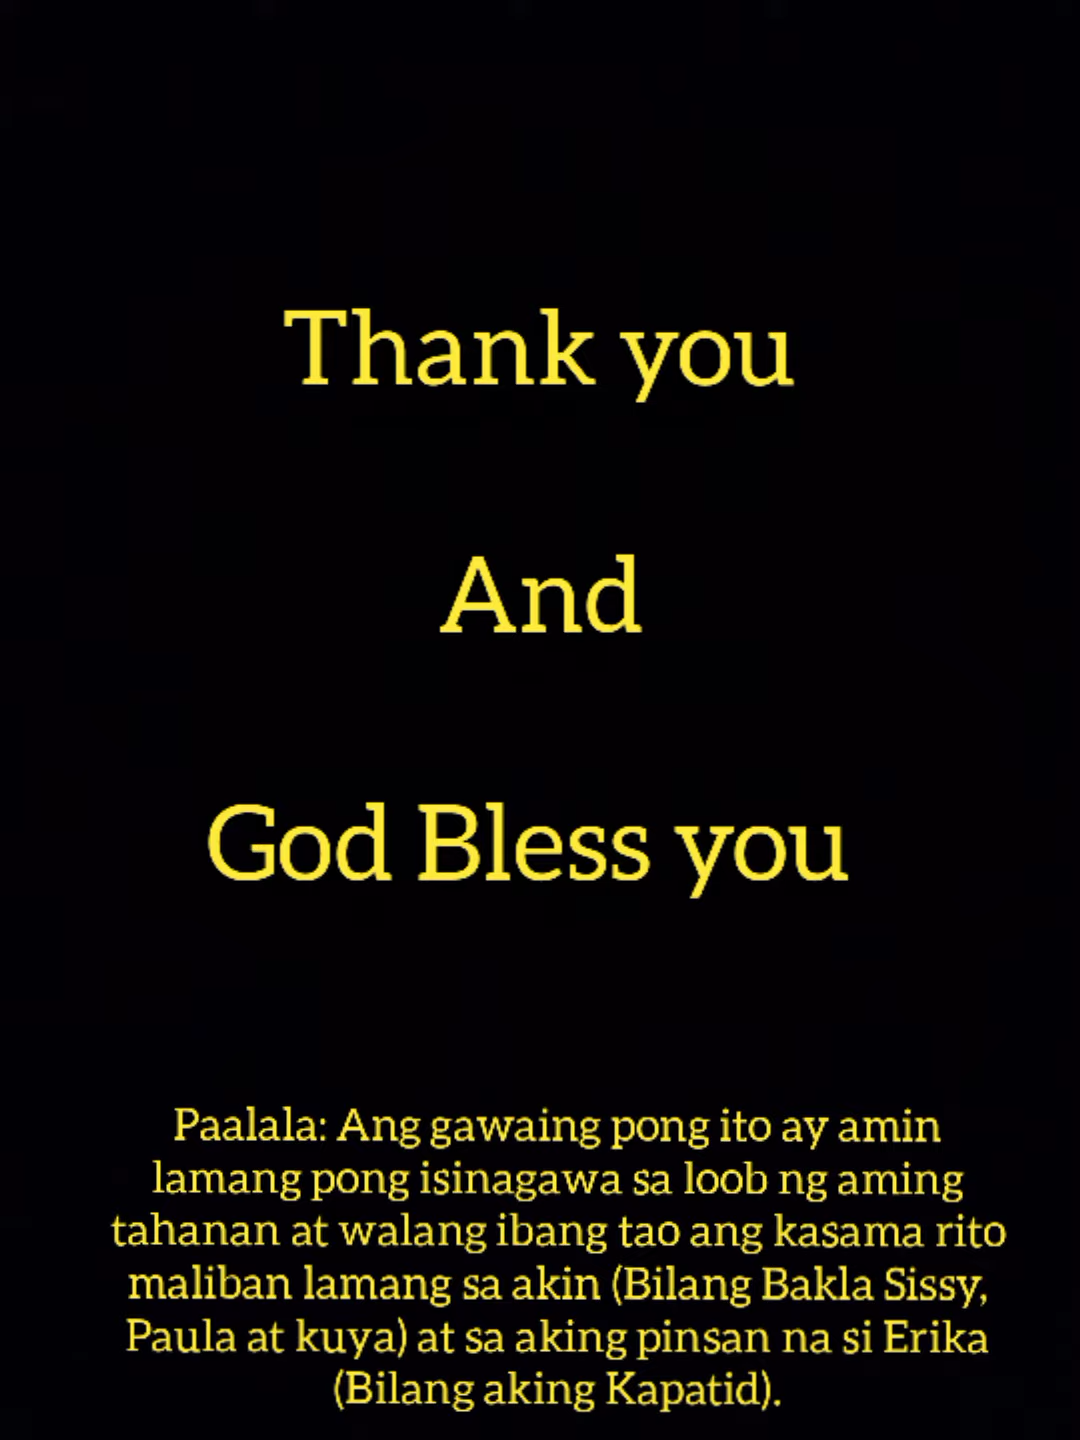 Thank you
And
God Bless you
Paalala: Ang gawaing pong ito ay amin
lamang pong isinagawa sa loob ng aming
tahanan at walang ibang tao ang kasama rito
maliban lamang sa akin (Bilang Bakla Sissy,
Paula at kuya) at sa aking pinsan na si Erika
(Bilang aking Kapatid).